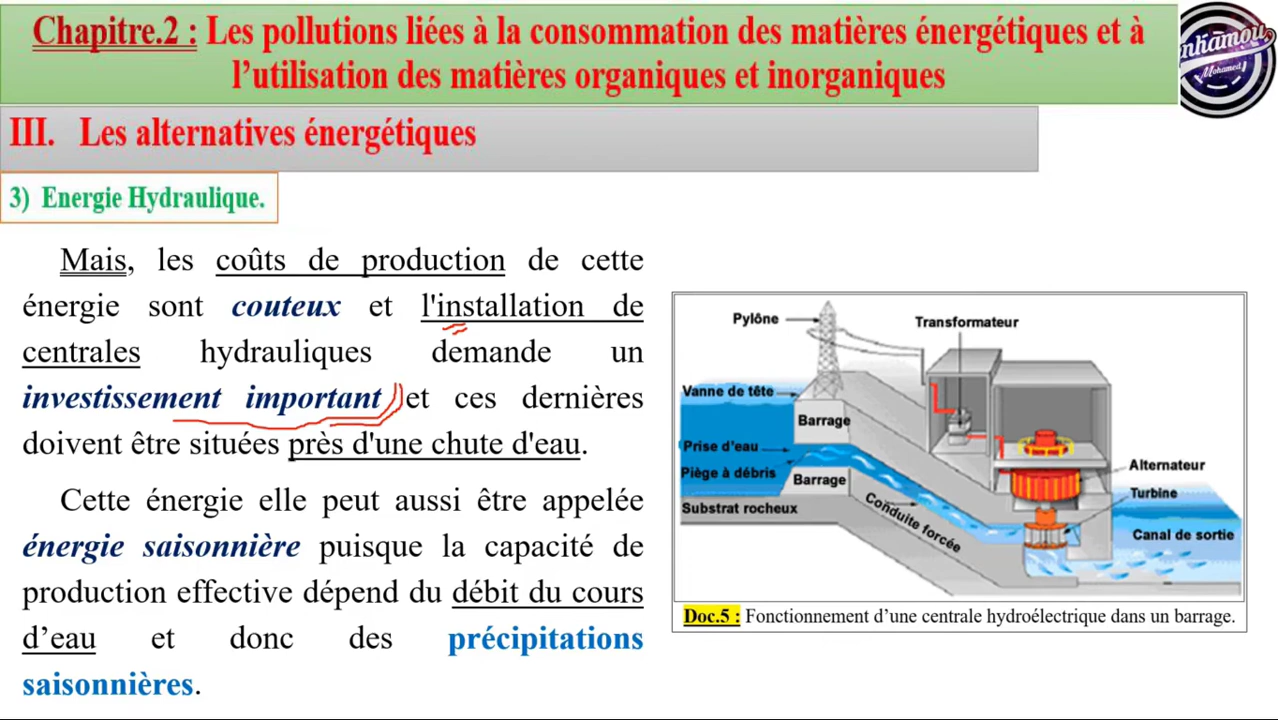 Chapitre.2 : Les pollutions liées à la consommation des matières énergétiques et à
l’utilisation des matières organiques et inorganiques
nhamou
Mohamed
III. Les alternatives énergétiques
3) Energie Hydraulique.
Mais, les coûts de production de cette
énergie sont couteux et l'installation de
centrales hydrauliques demande un
investissement important et ces dernières
doivent être situées près d'une chute d'eau.
Cette énergie elle peut aussi être appelée
énergie saisonnière puisque la capacité de
production effective dépend du débit du cours
d’eau et donc des précipitations
saisonnières.
Pylône
Transformateur
Vanne de tête
Barrage
Prise d’eau
Piège à débris
Barrage
Substrat rocheux
Conduite forcée
Alternateur
Turbine
Canal de sortie
Doc.5 : Fonctionnement d’une centrale hydroélectrique dans un barrage.